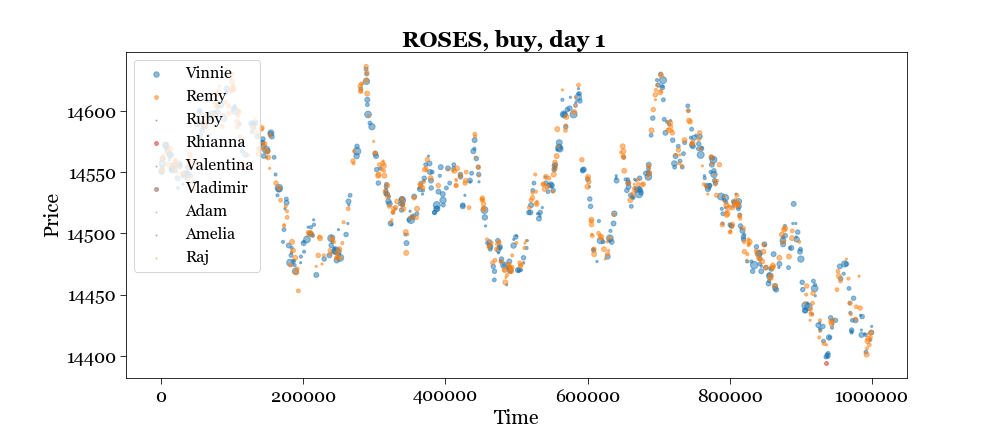 ROSES, buy, day 1
Vinnie
Remy
Ruby
Rhianna
Valentina
Vladimir
Adam
Amelia
Raj
Price
14600
14550
14500
14450
14400
0 200000 400000 600000 800000 1000000
Time